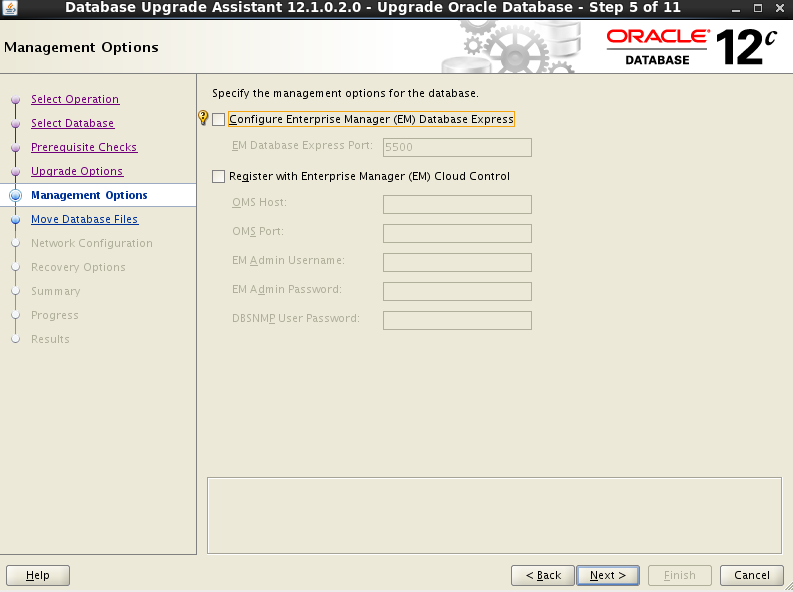 Database Upgrade Assistant 12.1.0.2.0 - Upgrade Oracle Database - Step 5 of 11
Management Options
ORACLE®
DATABASE
12c
Select Operation
Select Database
Prerequisite Checks
Upgrade Options
Management Options
Move Database Files
Network Configuration
Recovery Options
Summary
Progress
Results
Specify the management options for the database.
Configure Enterprise Manager (EM) Database Express
EM Database Express Port: 5500
Register with Enterprise Manager (EM) Cloud Control
OMS Host:
OMS Port:
EM Admin Username:
EM Admin Password:
DBSNMP User Password:
Help
< Back
Next >
Finish
Cancel